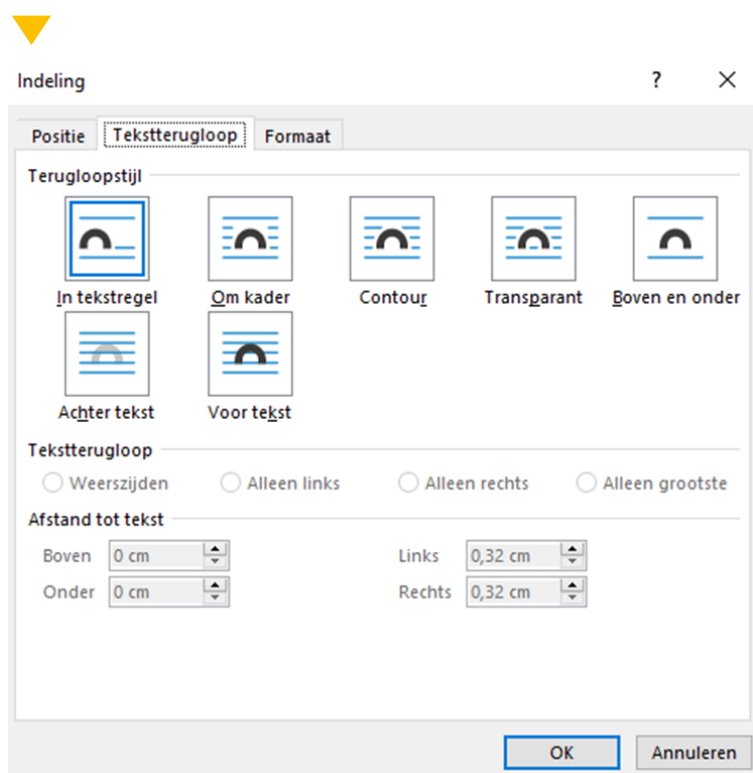 Indeling ?
Positie Tekstterugloop Formaat
Terugloopstijl
In tekstregel Om kader Contour Transparant Boven en onder
Achter tekst Voor tekst
Tekstterugloop
Weerszijden Alleen links Alleen rechts Alleen grootste
Afstand tot tekst
Boven 0 cm Links 0,32 cm
Onder 0 cm Rechts 0,32 cm
OK Annuleren